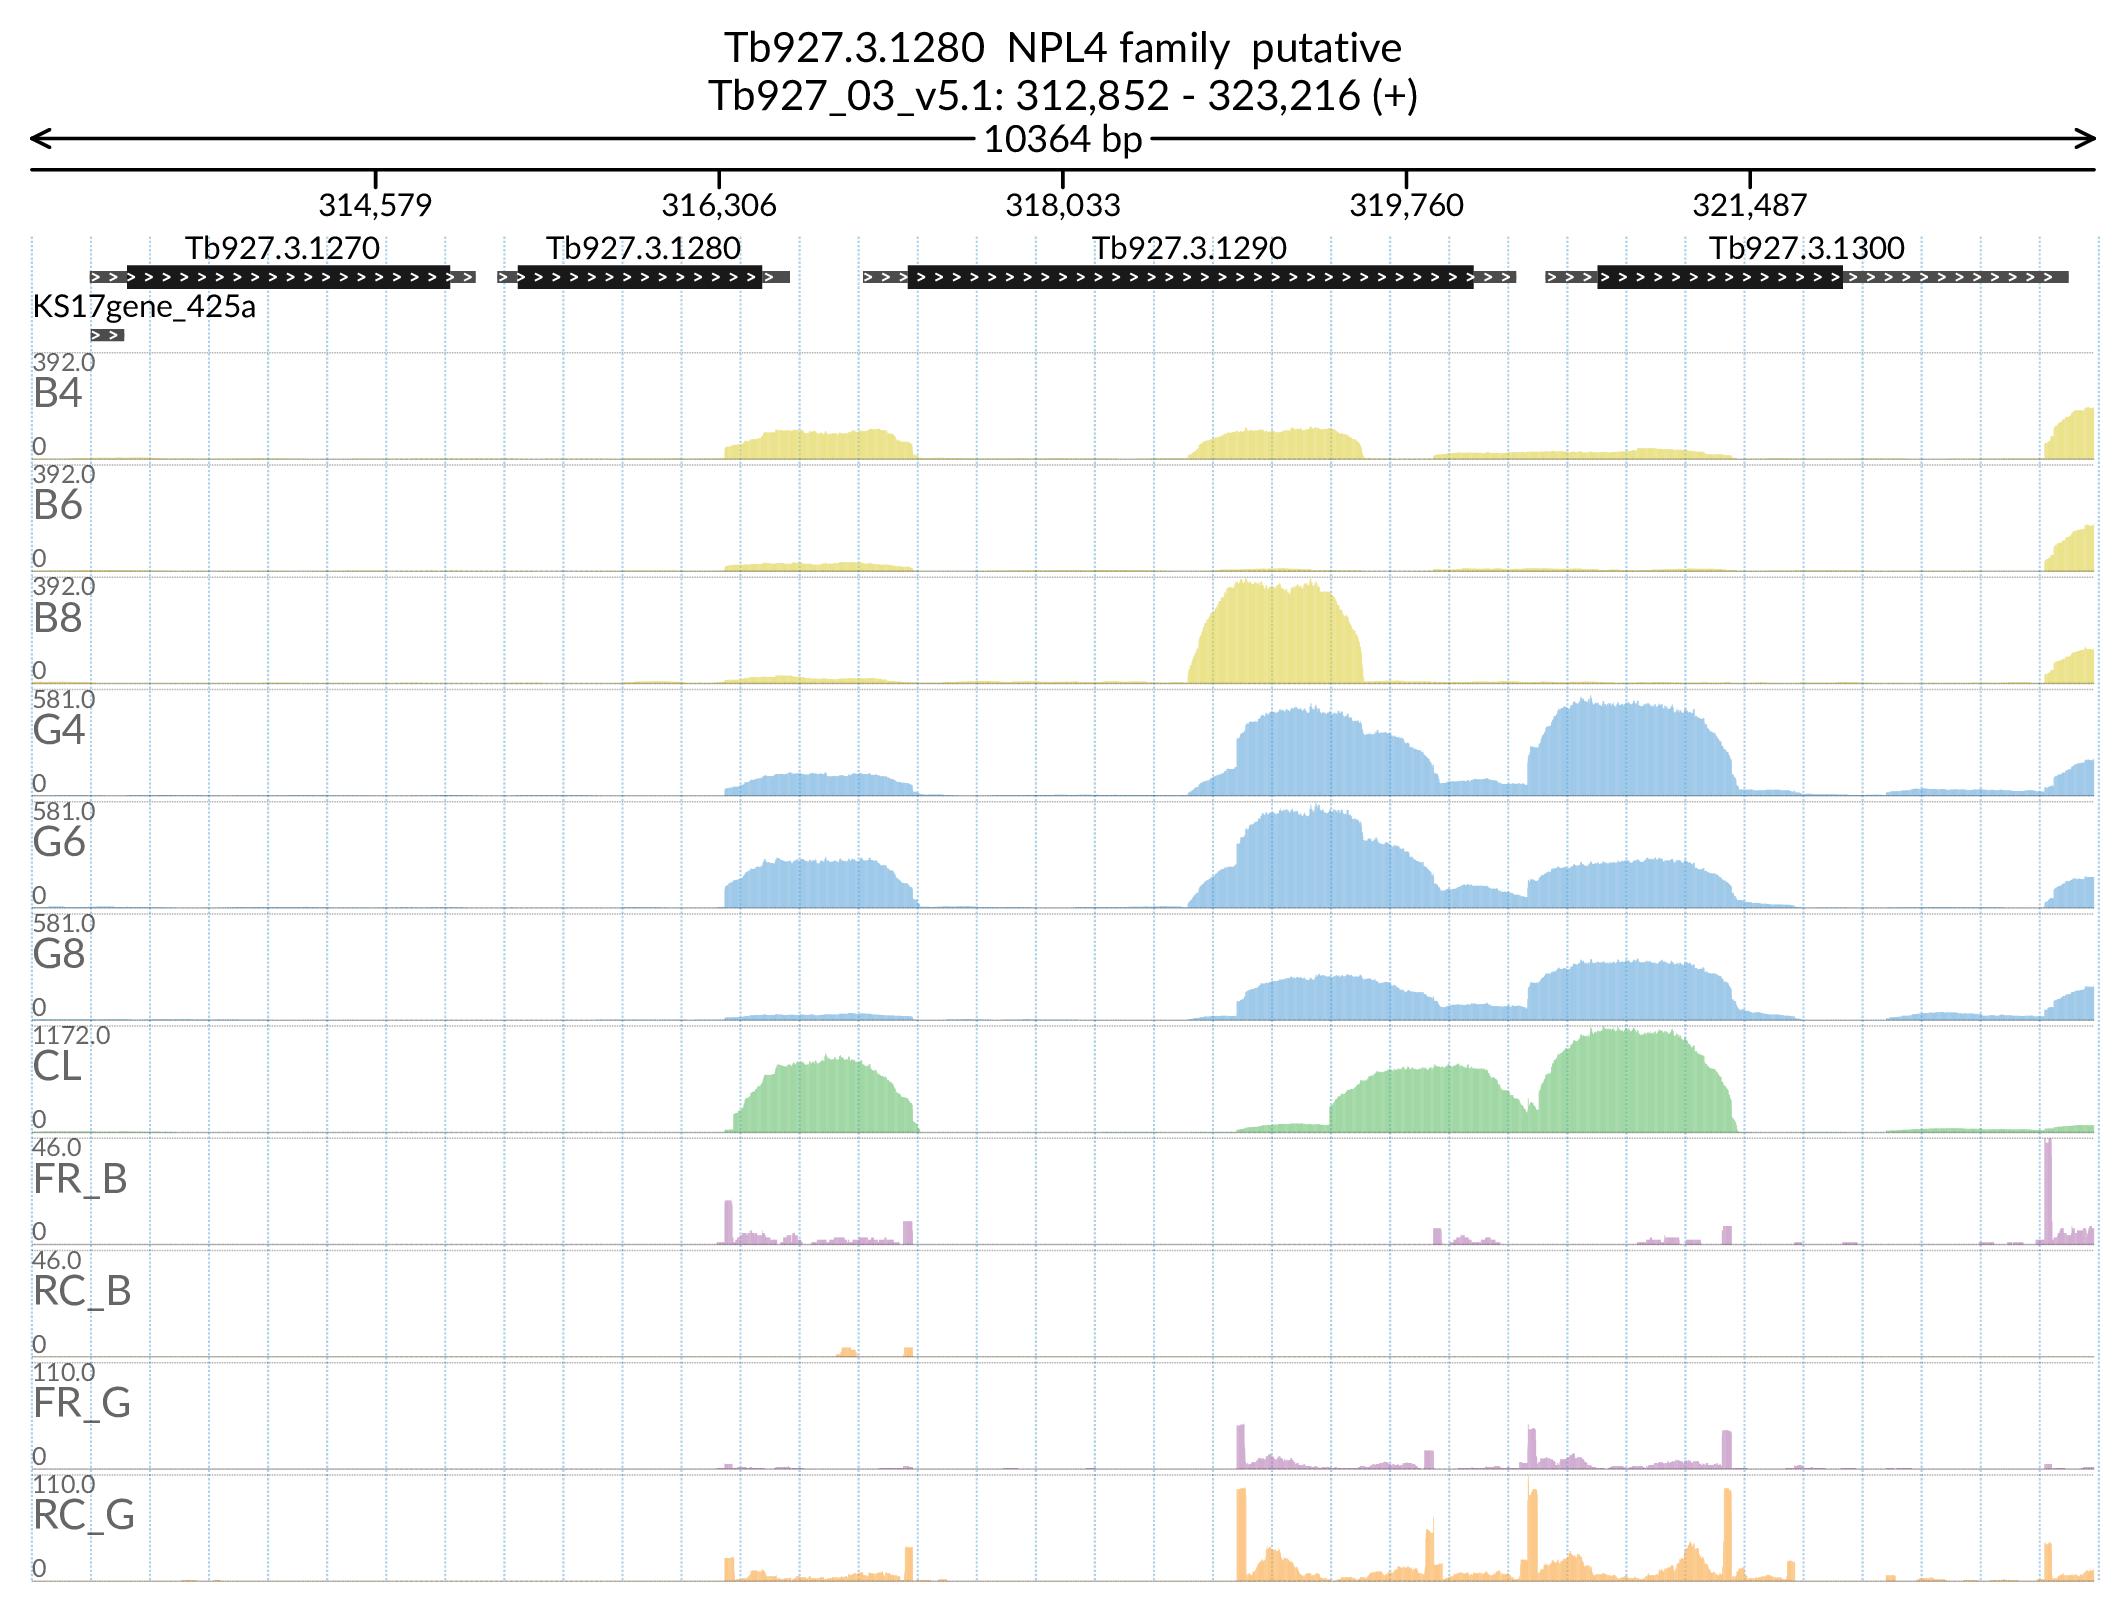 Tb927.3.1280 NPL4 family putative
Tb927_03_v5.1: 312,852 - 323,216 (+)
10364 bp
314,579 316,306 318,033 319,760 321,487
Tb927.3.1270 Tb927.3.1280 Tb927.3.1290 Tb927.3.1300
KS17gene_425a
392.0
B4
0
392.0
B6
0
392.0
B8
0
581.0
G4
0
581.0
G6
0
581.0
G8
0
1172.0
CL
0
46.0
FR_B
0
46.0
RC_B
0
110.0
FR_G
0
110.0
RC_G
0